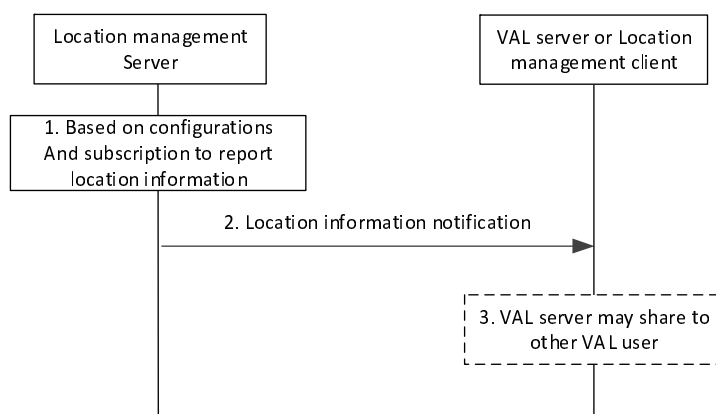 Location management
Server
VAL server or Location
management client
1. Based on configurations
And subscription to report
location information
2. Location information notification
3. VAL server may share to
other VAL user